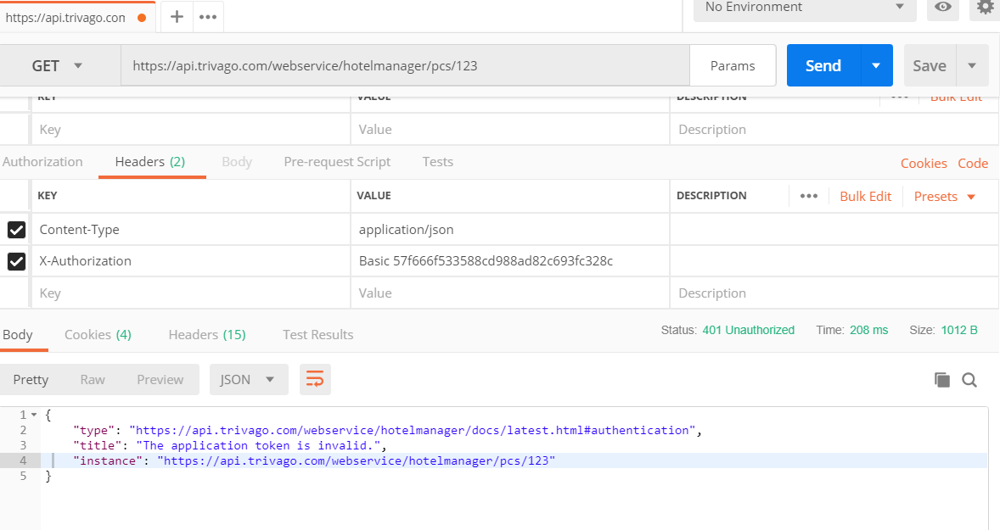 https://api.trivago.con
No Environment
GET https://api.trivago.com/webservice/hotelmanager/pcs/123 Params Send Save
KEY VALUE DESCRIPTION Bulk Edit
Key Value Description
Authorization Headers (2) Body Pre-request Script Tests Cookies Code
KEY VALUE DESCRIPTION Bulk Edit Presets
Content-Type application/json
X-Authorization Basic 57f666f533588cd988ad82c693fc328c
Key Value Description
Body Cookies (4) Headers (15) Test Results Status: 401 Unauthorized Time: 208 ms Size: 1012 B
Pretty Raw Preview JSON
1 {
2 "type": "https://api.trivago.com/webservice/hotelmanager/docs/latest.html#authentication",
3 "title": "The application token is invalid.",
4 "instance": "https://api.trivago.com/webservice/hotelmanager/pcs/123"
5 }